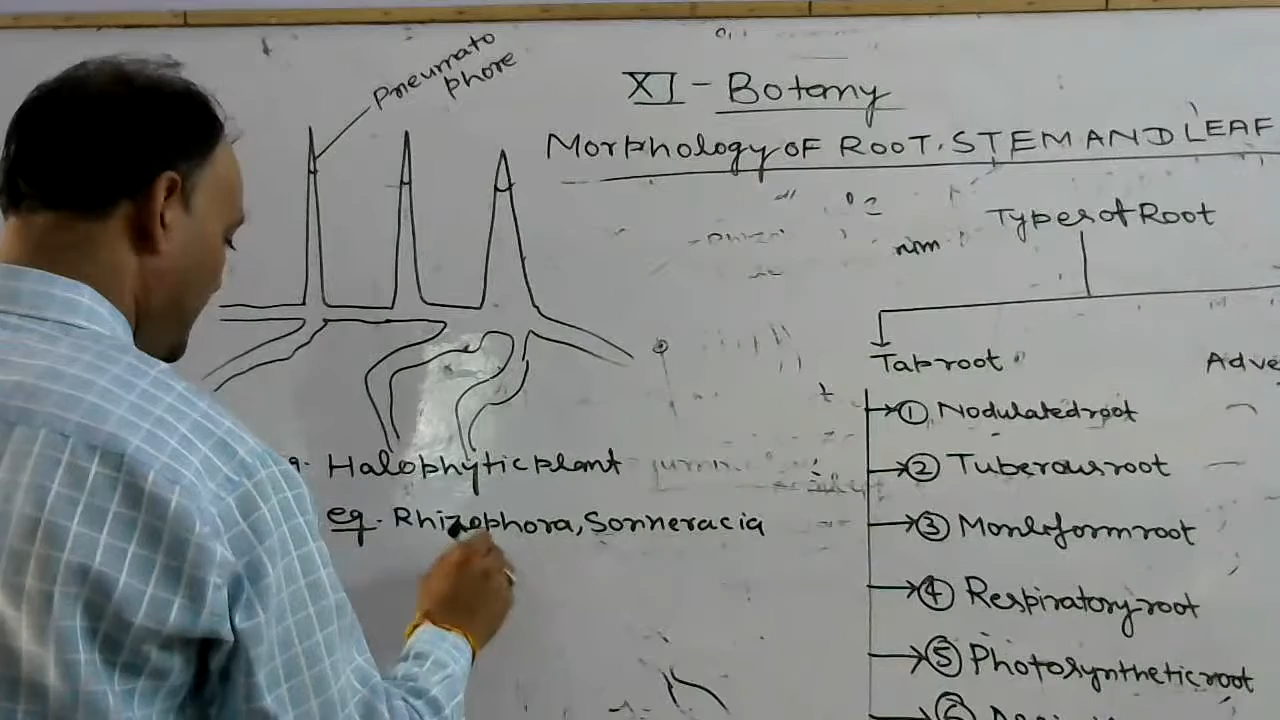 Pneumato
phore
XI - Botany
Morphology OF ROOT, STEM AND LEAF
Types of Root
Tap root
Adve
① Nodulated root
② Tuberous root
③ Moniliform root
④ Respiratory root
⑤ Photosynthetic root
⑥
Halophytic plant
eg. Rhizophora, Sonneracia